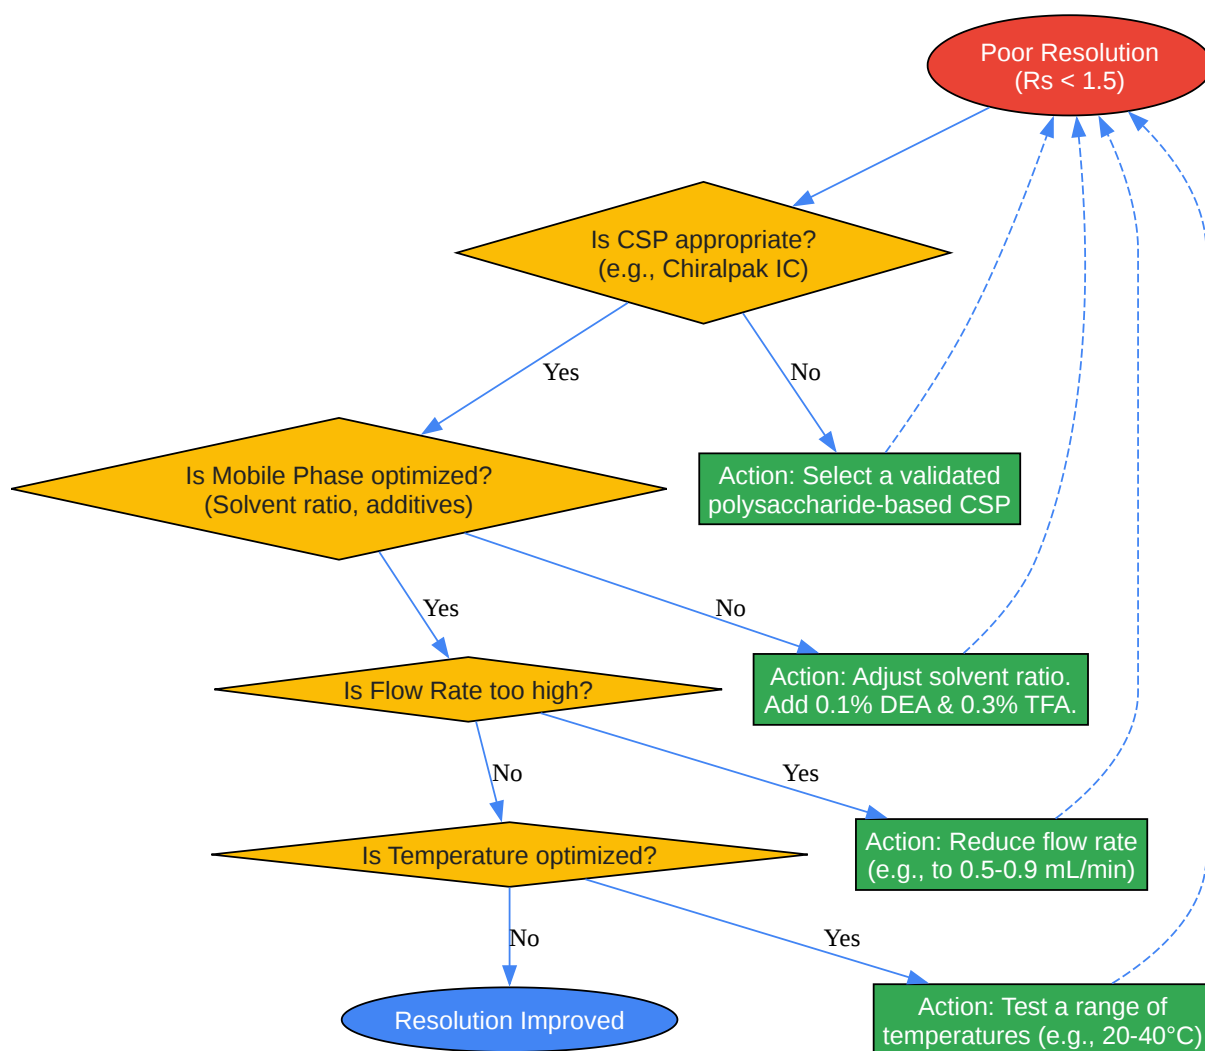 Poor Resolution
(Rs < 1.5)
Is CSP appropriate?
(e.g., Chiralpak IC)
Yes
No
Is Mobile Phase optimized?
(Solvent ratio, additives)
Action: Select a validated
polysaccharide-based CSP
Yes
No
Is Flow Rate too high?
Action: Adjust solvent ratio.
Add 0.1% DEA & 0.3% TFA.
No
Yes
Is Temperature optimized?
Action: Reduce flow rate
(e.g., to 0.5-0.9 mL/min)
No
Yes
Resolution Improved
Action: Test a range of
temperatures (e.g., 20-40°C)